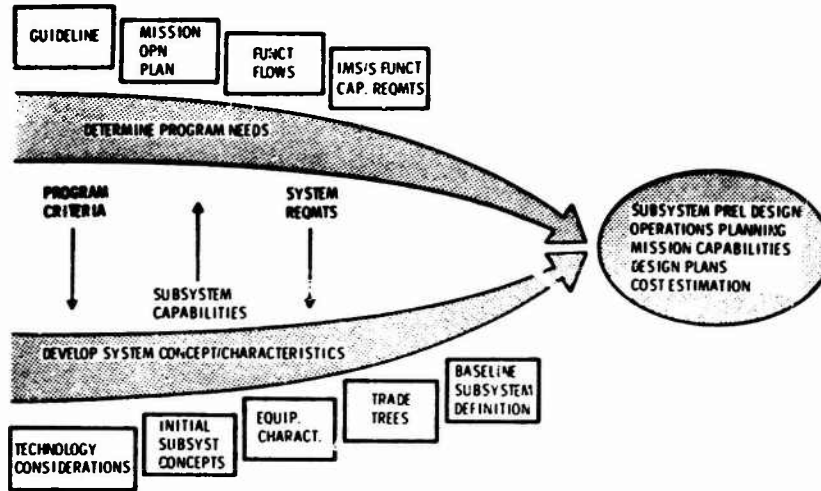 GUIDELINE
MISSION
OPN
PLAN
FUNCT
FLOWS
IMS/S FUNCT
CAP. REQMTS
DETERMINE PROGRAM NEEDS
PROGRAM
CRITERIA
SYSTEM
REQMTS
SUBSYSTEM
CAPABILITIES
SUBSYSTEM PREL DESIGN
OPERATIONS PLANNING
MISSION CAPABILITIES
DESIGN PLANS
COST ESTIMATION
DEVELOP SYSTEM CONCEPT/CHARACTERISTICS
TECHNOLOGY
CONSIDERATIONS
INITIAL
SUBSYST
CONCEPTS
EQUIP.
CHARACT.
TRADE
TREES
BASELINE
SUBSYSTEM
DEFINITION